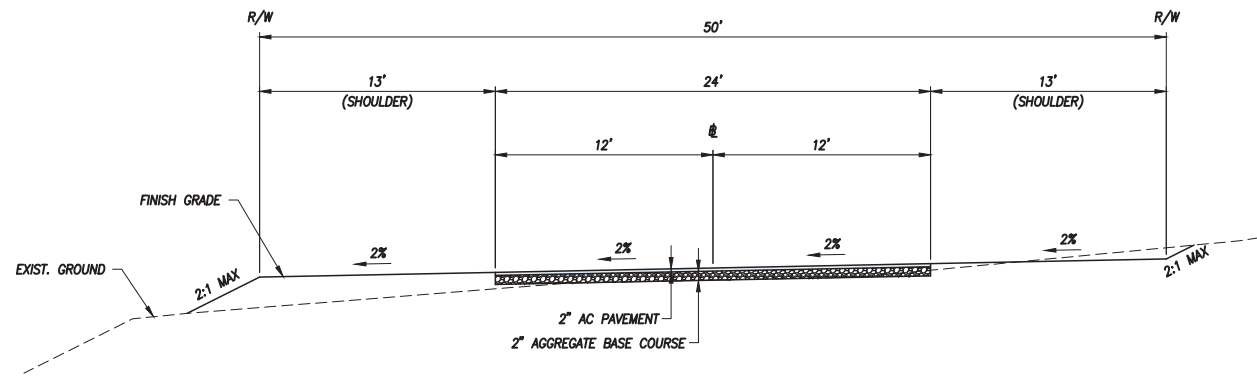 R/W
R/W
50'
13'
(SHOULDER)
24'
13'
(SHOULDER)
12'
℄
12'
FINISH GRADE
2%
2%
2%
2%
EXIST. GROUND
2:1 MAX
2:1 MAX
2" AC PAVEMENT
2" AGGREGATE BASE COURSE